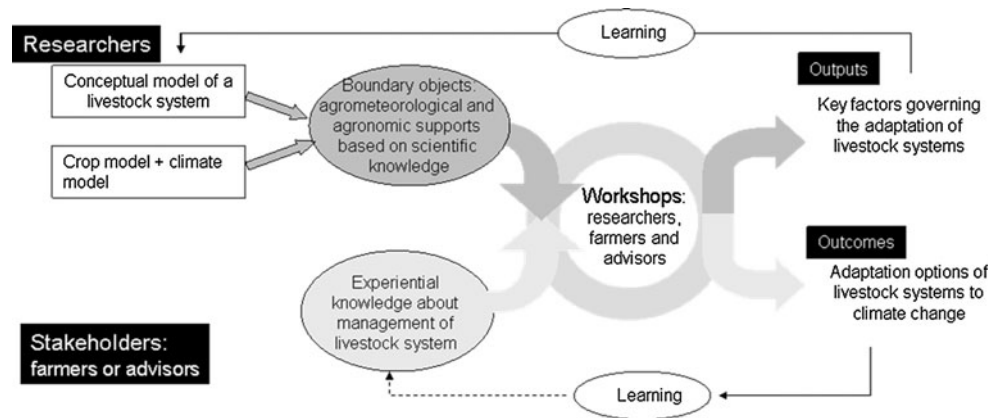 Researchers
Learning
Conceptual model of a
livestock system
Crop model + climate
model
Boundary objects:
agrometeorological and
agronomic supports
based on scientific
knowledge
Workshops:
researchers,
farmers and
advisors
Outputs
Key factors governing
the adaptation of
livestock systems
Outcomes
Adaptation options of
livestock systems to
climate change
Experiential
knowledge about
management of
livestock system
Stakeholders:
farmers or advisors
Learning